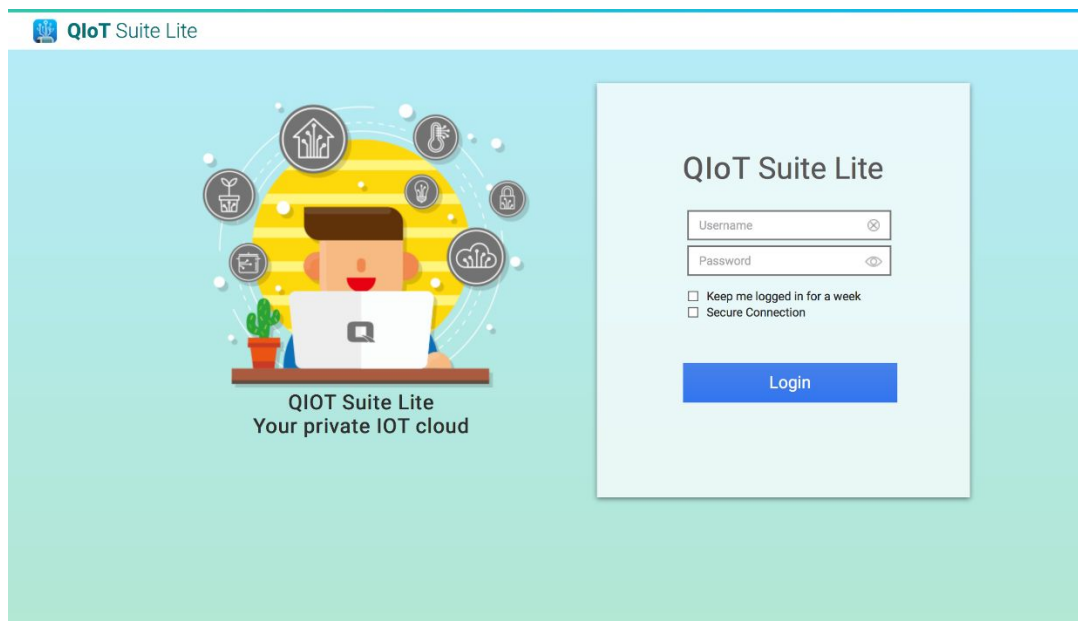 QIoT Suite Lite
QIOT Suite Lite
Your private IOT cloud
QIoT Suite Lite
Username
Password
Keep me logged in for a week
Secure Connection
Login